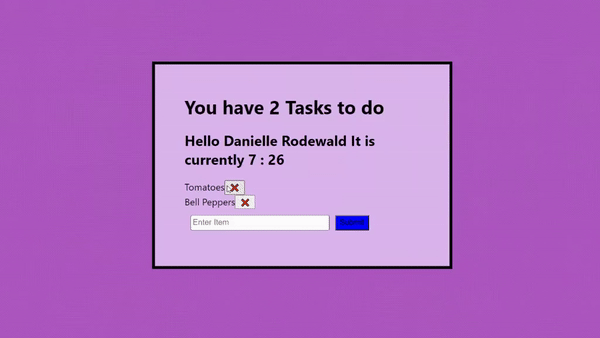 You have 2 Tasks to do
Hello Danielle Rodewald It is
currently 7 : 26
Tomatoes
Bell Peppers
Enter Item